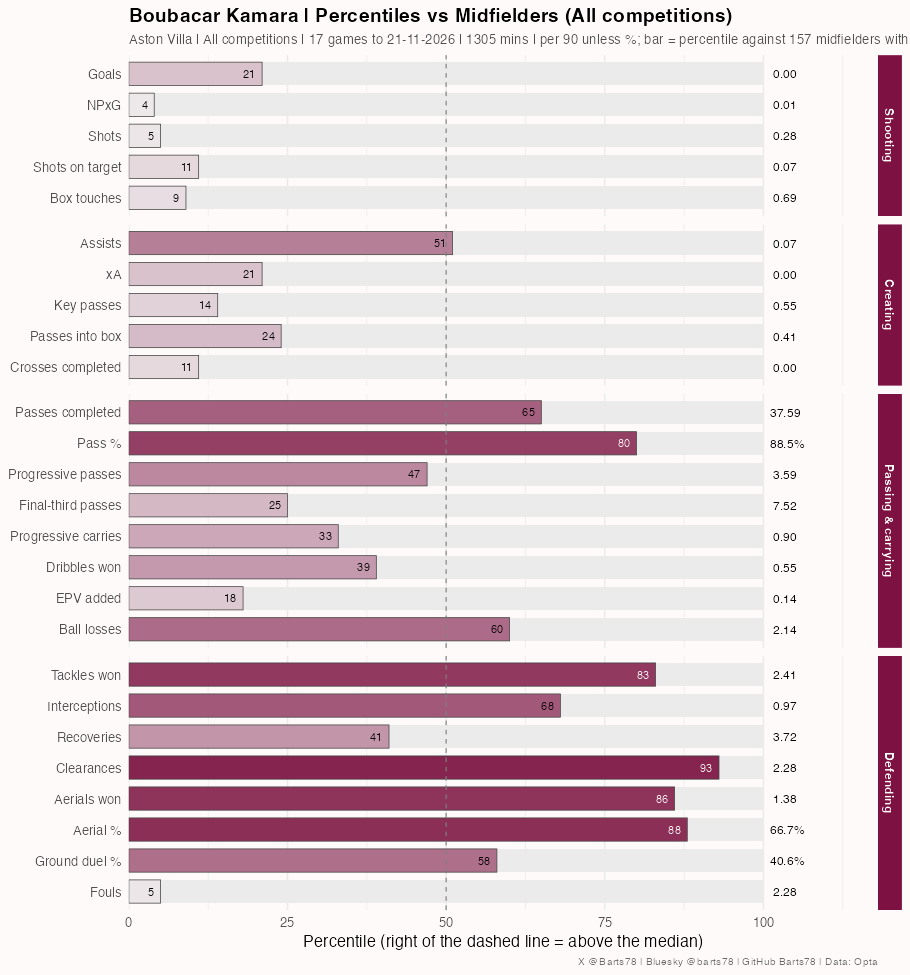 Boubacar Kamara | Percentiles vs Midfielders (All competitions)
Aston Villa | All competitions | 17 games to 21-11-2026 | 1305 mins | per 90 unless %; bar = percentile against 157 midfielders with
Shooting
Goals 21 0.00
NPxG 4 0.01
Shots 5 0.28
Shots on target 11 0.07
Box touches 9 0.69
Creating
Assists 51 0.07
xA 21 0.00
Key passes 14 0.55
Passes into box 24 0.41
Crosses completed 11 0.00
Passing & carrying
Passes completed 65 37.59
Pass % 80 88.5%
Progressive passes 47 3.59
Final-third passes 25 7.52
Progressive carries 33 0.90
Dribbles won 39 0.55
EPV added 18 0.14
Ball losses 60 2.14
Defending
Tackles won 83 2.41
Interceptions 68 0.97
Recoveries 41 3.72
Clearances 93 2.28
Aerials won 86 1.38
Aerial % 88 66.7%
Ground duel % 58 40.6%
Fouls 5 2.28
0 25 50 75 100
Percentile (right of the dashed line = above the median)
X @Barts78 | Bluesky @barts78 | GitHub Barts78 | Data: Opta